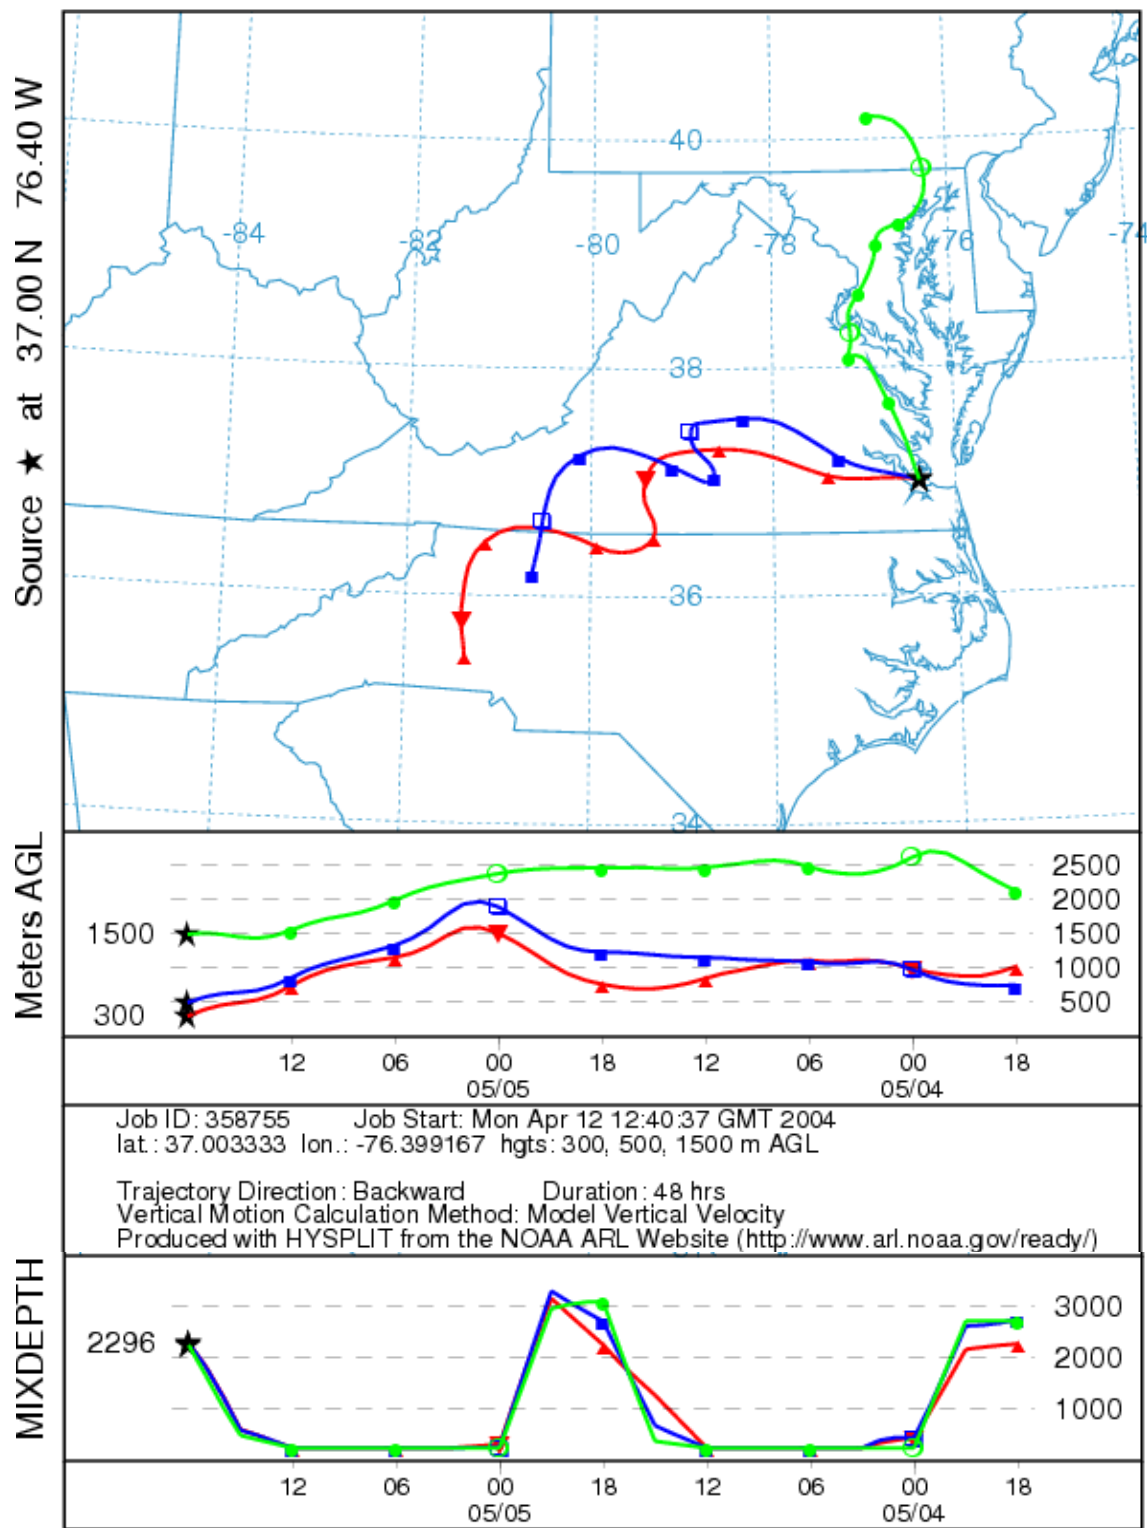 Source ★ at 37.00 N 76.40 W
40
-84
-82
-80
-78
76
-74
38
36
34
Meters AGL
2500
2000
1500
1500
1000
500
300
12 06 00 18 12 06 00 18
05/05 05/04
Job ID: 358755 Job Start: Mon Apr 12 12:40:37 GMT 2004
lat.: 37.003333 lon.: -76.399167 hgts: 300, 500, 1500 m AGL
Trajectory Direction: Backward Duration: 48 hrs
Vertical Motion Calculation Method: Model Vertical Velocity
Produced with HYSPLIT from the NOAA ARL Website (http://www.arl.noaa.gov/ready/)
MIXDEPTH
3000
2296
2000
1000
12 06 00 18 12 06 00 18
05/05 05/04